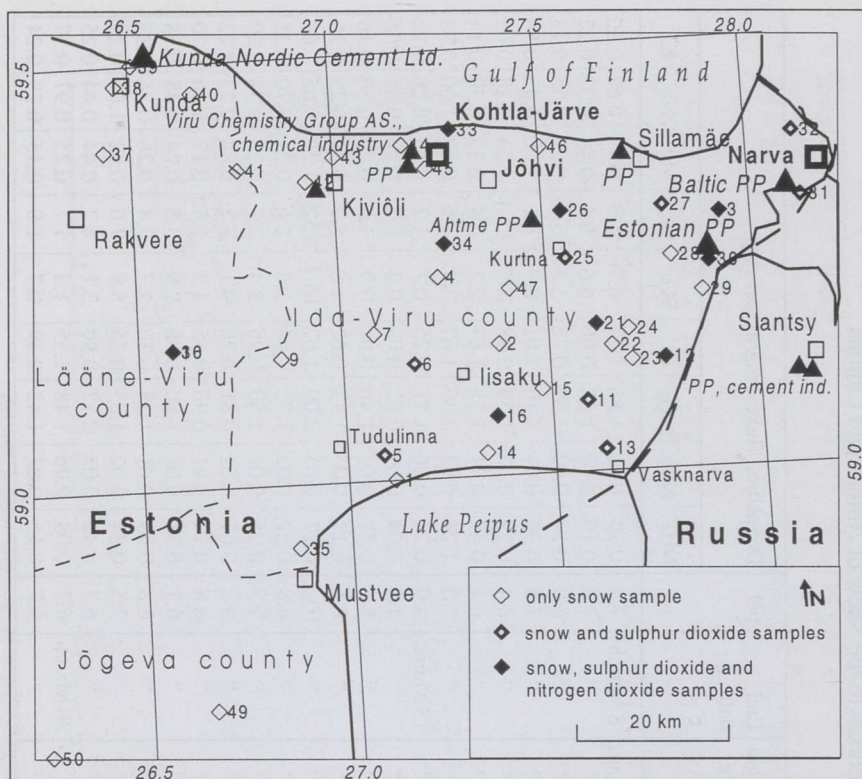 26.5
27.0
27.5
28.0
59.5
Kunda Nordic Cement Ltd.
Gulf of Finland
39
38
Kunda
40
Viru Chemistry Group AS.,
chemical industry
Kohtla-Järve
33
32
37
41
43
44
45
PP
46
Sillamäe
PP
Narva
42
Kiviôli
Jôhvi
Baltic PP
31
Rakvere
Ahtme PP
26
27
3
34
Kurtna
25
Estonian PP
28
30
4
47
29
Ida-Viru county
21
24
Slantsy
7
2
22
36
9
6
23
12
Lääne-Viru
county
Iisaku
15
11
PP, cement ind.
16
Tudulinna
5
14
13
Vasknarva
59.0
1
59.0
Estonia
Lake Peipus
Russia
35
Mustvee
only snow sample
N
snow and sulphur dioxide samples
snow, sulphur dioxide and
nitrogen dioxide samples
20 km
Jõgeva county
49
50
26.5
27.0